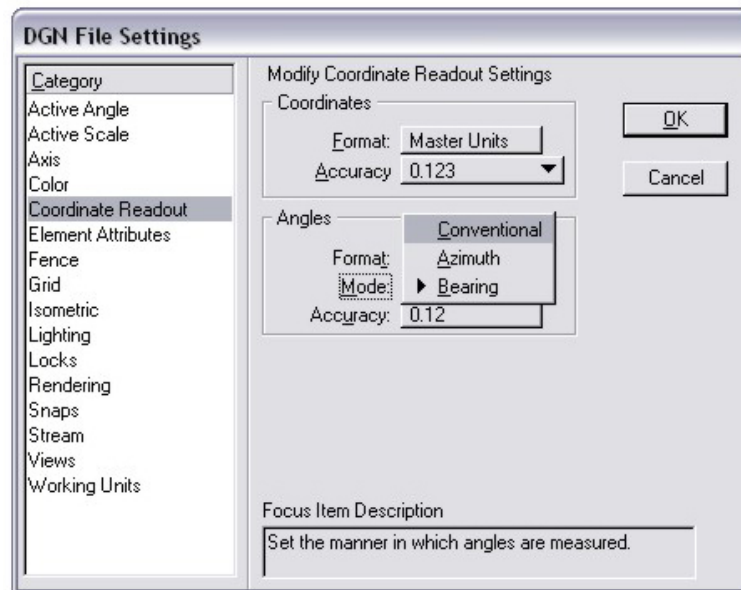 DGN File Settings
Category
Active Angle
Active Scale
Axis
Color
Coordinate Readout
Element Attributes
Fence
Grid
Isometric
Lighting
Locks
Rendering
Snaps
Stream
Views
Working Units
Modify Coordinate Readout Settings
Coordinates
Format: Master Units
Accuracy 0.123
Angles
Format:
Mode:
Conventional
Azimuth
Bearing
Accuracy: 0.12
OK
Cancel
Focus Item Description
Set the manner in which angles are measured.